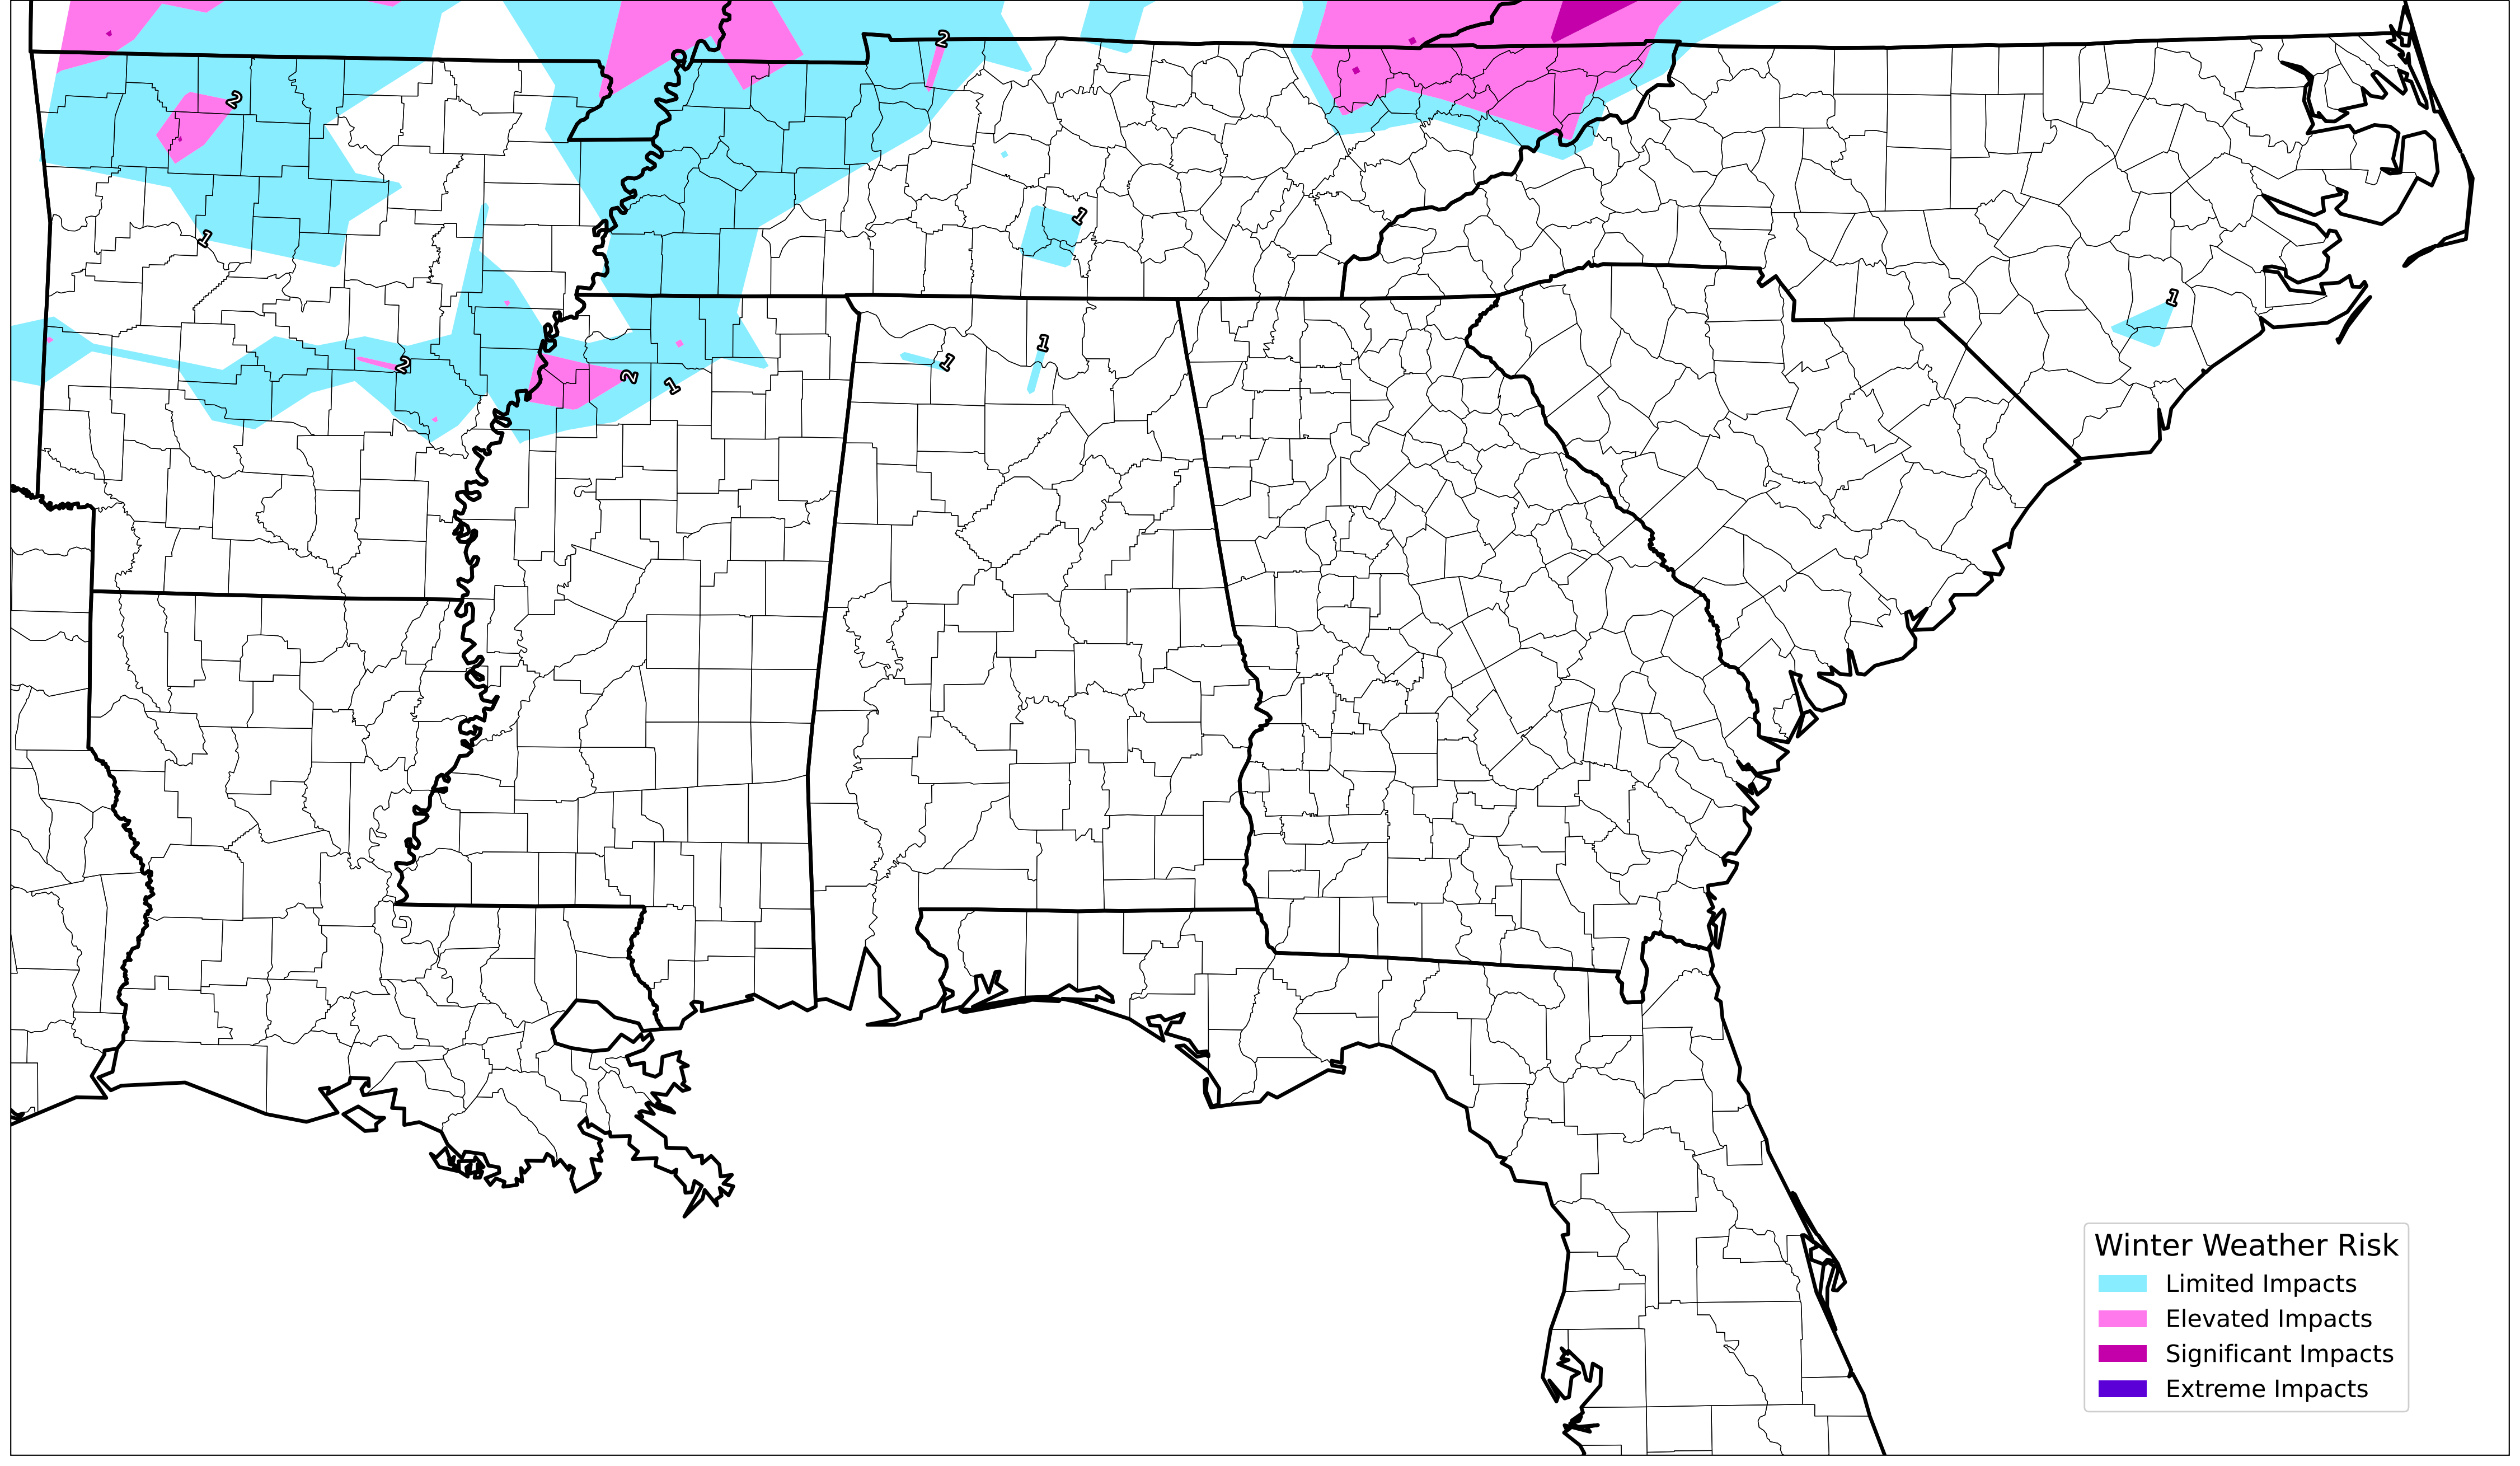 2
2
1
1
1
1
2
2
1
1
1
Winter Weather Risk
Limited Impacts
Elevated Impacts
Significant Impacts
Extreme Impacts